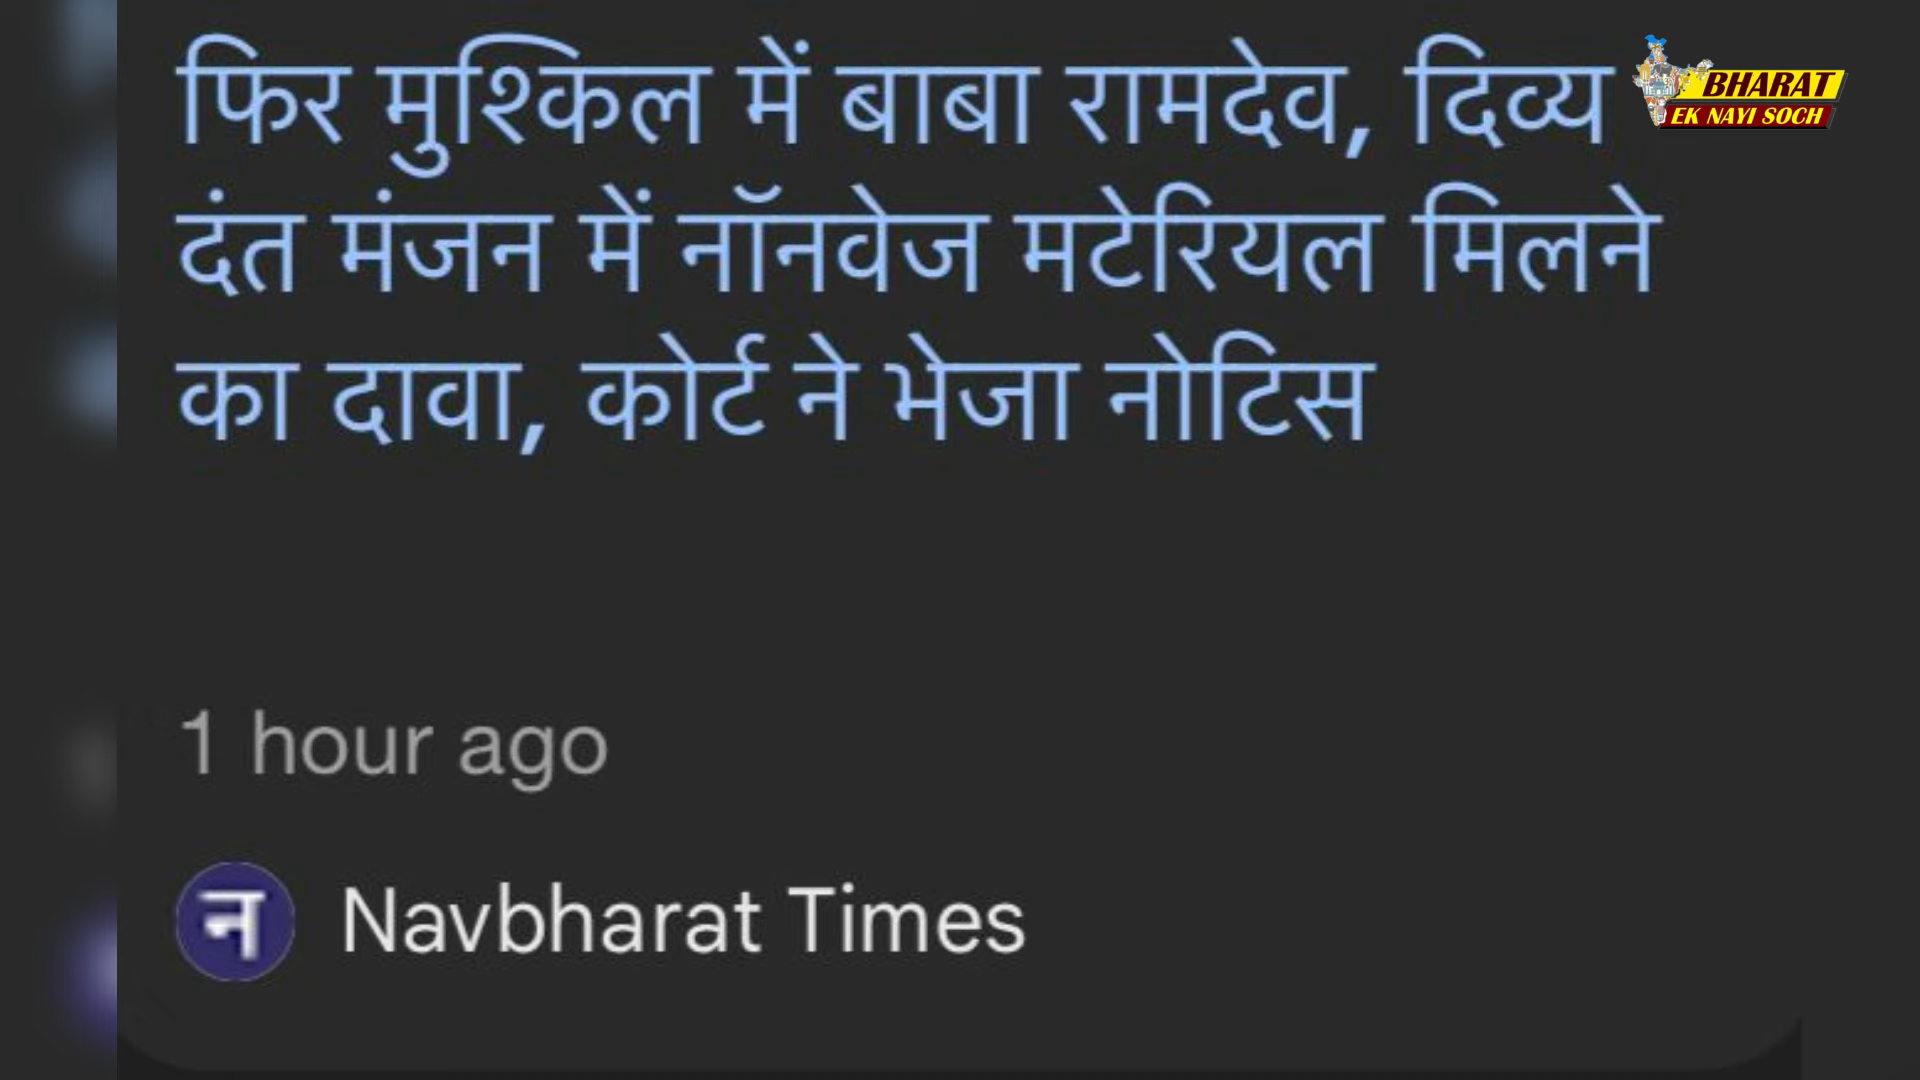 फिर मुश्किल में बाबा रामदेव, दिव्य
दंत मंजन में नॉनवेज मटेरियल मिलने
का दावा, कोर्ट ने भेजा नोटिस
BHARAT
EK NAYI SOCH
1 hour ago
न
Navbharat Times